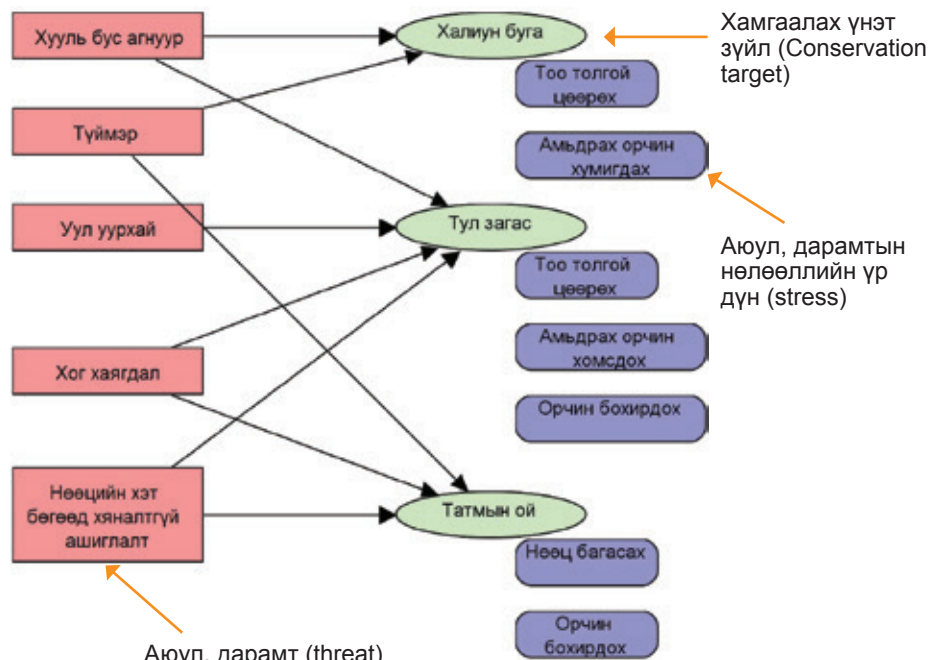 Хууль бус агнуур
Түймэр
Уул уурхай
Хог хаягдал
Нөөцийн хэт
бөгөөд хяналтгүй
ашиглалт
Аюул, дарамт (threat)
Халиун буга
Тоо толгой
цөөрөх
Амьдрах орчин
хумигдах
Тул загас
Тоо толгой
цөөрөх
Амьдрах орчин
хомсдох
Орчин бохирдох
Татмын ой
Нөөц багасах
Орчин
бохирдох
Хамгаалах үнэт
зүйл (Conservation
target)
Аюул, дарамтын
нөлөөллийн үр
дүн (stress)